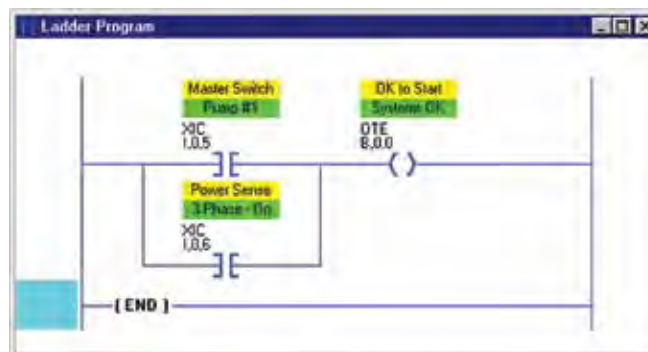 Ladder Program
Master Switch
Pump #1
XIC
I,0,5
OK to Start
Systems OK
OTE
B,0,0
Power Sense
3 Phase - On
XIC
I,0,6
[ END ]